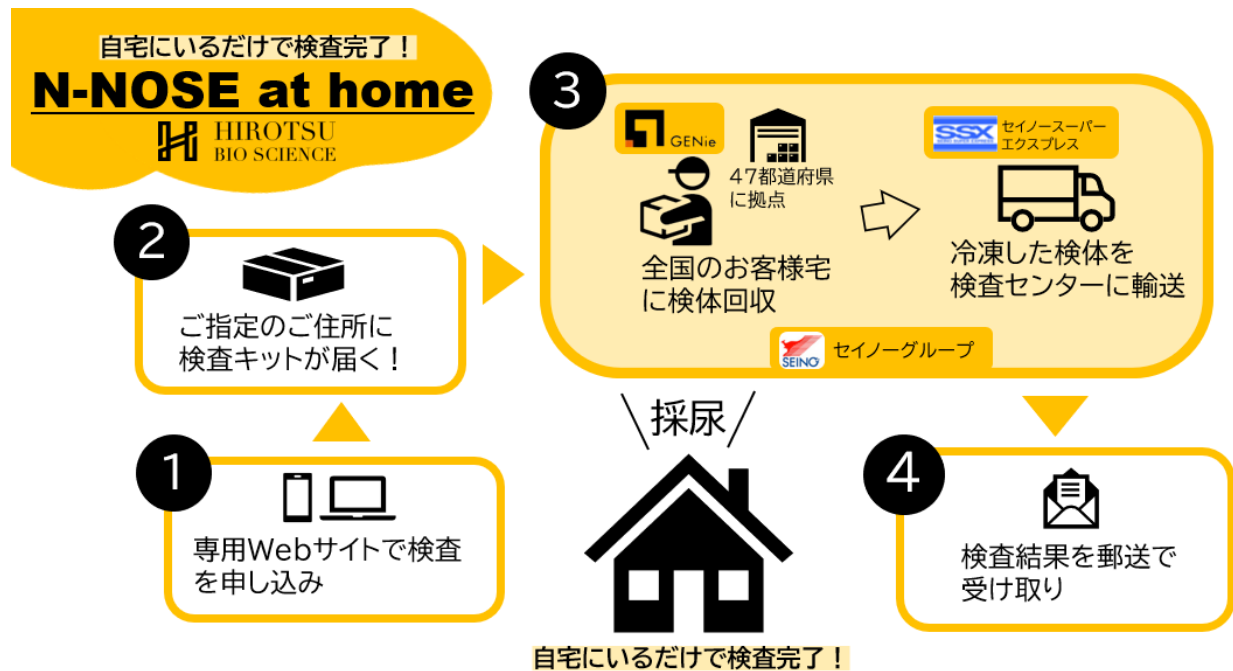 自宅にいるだけで検査完了！
N-NOSE at home
HIROTSU
BIO SCIENCE
1
専用Webサイトで検査
を申し込み
2
ご指定のご住所に
検査キットが届く！
3
GENie
47都道府県
に拠点
全国のお客様宅
に検体回収
SSX
セイノースーパー
エクスプレス
冷凍した検体を
検査センターに輸送
SEINO
セイノーグループ
採尿
自宅にいるだけで検査完了！
4
検査結果を郵送で
受け取り